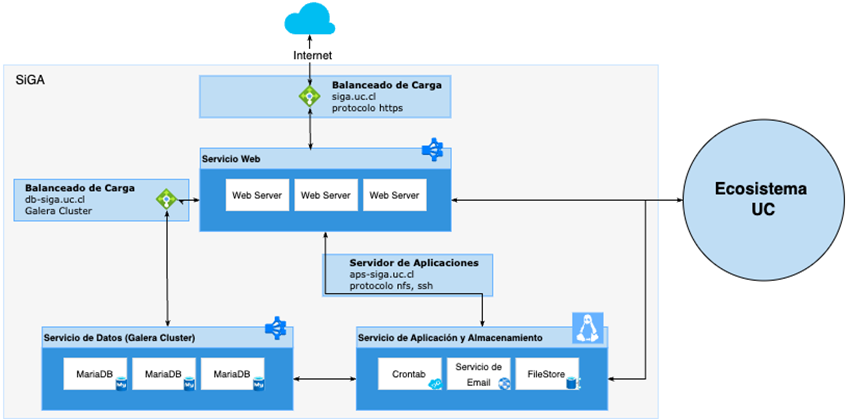 Internet
SiGA
Balanceado de Carga
siga.uc.cl
protocolo https
Servicio Web
Web Server
Web Server
Web Server
Balanceado de Carga
db-siga.uc.cl
Galera Cluster
Ecosistema
UC
Servidor de Aplicaciones
aps-siga.uc.cl
protocolo nfs, ssh
Servicio de Datos (Galera Cluster)
MariaDB
MariaDB
MariaDB
Servicio de Aplicación y Almacenamiento
Crontab
Servicio de
Email
FileStore